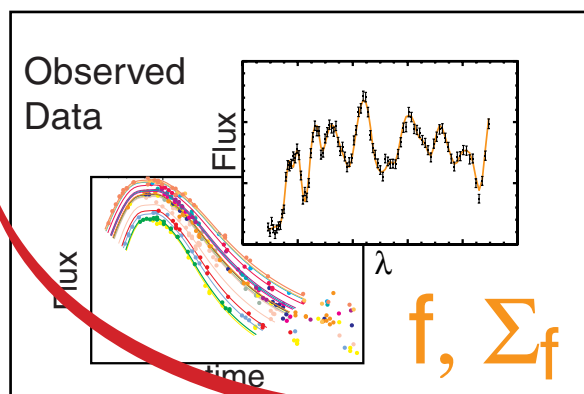 Observed
Data
Flux
λ
Flux
time
f, Σf